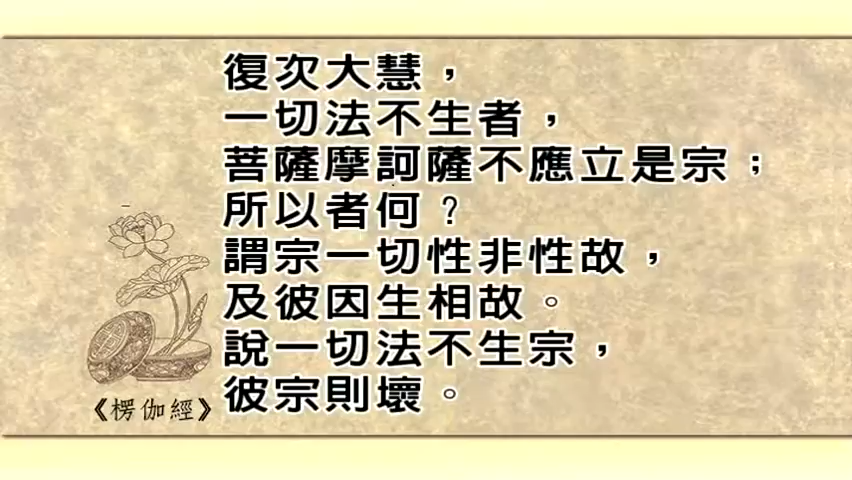 復次大慧，
一切法不生者，
菩薩摩訶薩不應立是宗；
所以者何？
謂宗一切性非性故，
及彼因生相故。
說一切法不生宗，
彼宗則壞。
《楞伽經》